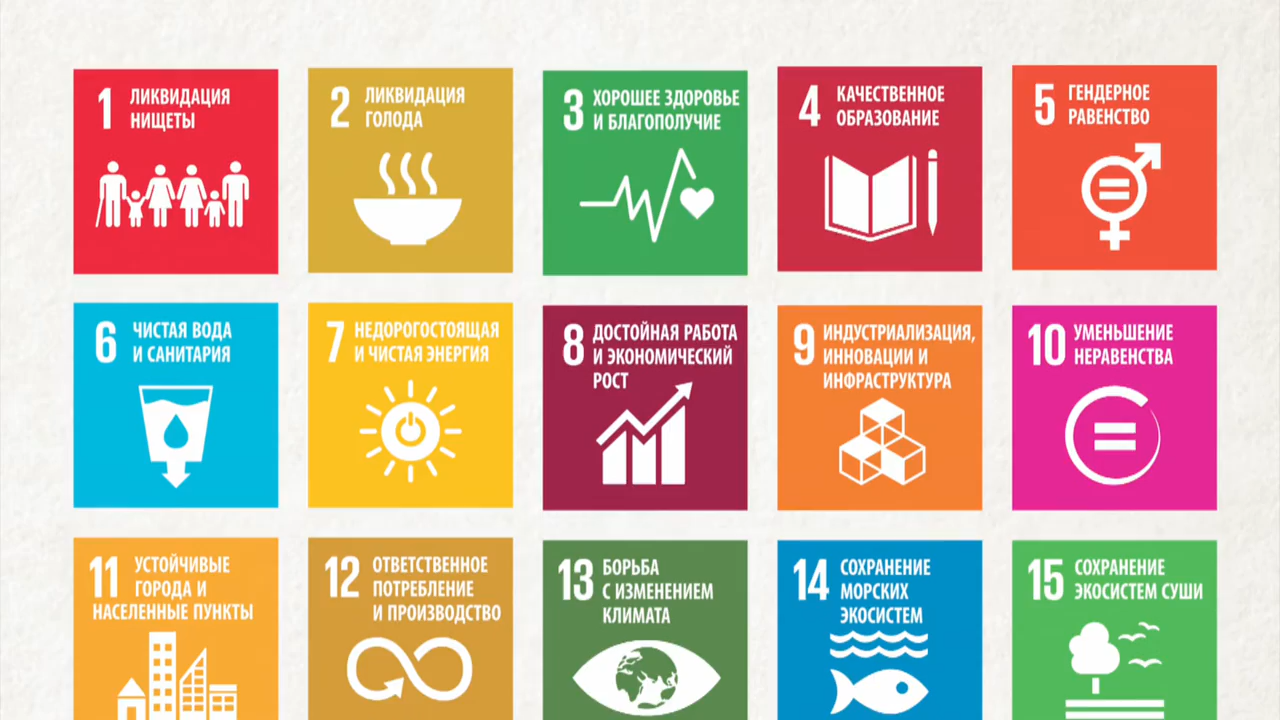 1 ЛИКВИДАЦИЯ
НИЩЕТЫ
2 ЛИКВИДАЦИЯ
ГОЛОДА
3 ХОРОШЕЕ ЗДОРОВЬЕ
И БЛАГОПОЛУЧИЕ
4 КАЧЕСТВЕННОЕ
ОБРАЗОВАНИЕ
5 ГЕНДЕРНОЕ
РАВЕНСТВО
6 ЧИСТАЯ ВОДА
И САНИТАРИЯ
7 НЕДОРОГОСТОЯЩАЯ
И ЧИСТАЯ ЭНЕРГИЯ
8 ДОСТОЙНАЯ РАБОТА
И ЭКОНОМИЧЕСКИЙ
РОСТ
9 ИНДУСТРИАЛИЗАЦИЯ,
ИННОВАЦИИ И
ИНФРАСТРУКТУРА
10 УМЕНЬШЕНИЕ
НЕРАВЕНСТВА
11 УСТОЙЧИВЫЕ
ГОРОДА И
НАСЕЛЕННЫЕ ПУНКТЫ
12 ОТВЕТСТВЕННОЕ
ПОТРЕБЛЕНИЕ
И ПРОИЗВОДСТВО
13 БОРЬБА
С ИЗМЕНЕНИЕМ
КЛИМАТА
14 СОХРАНЕНИЕ
МОРСКИХ
ЭКОСИСТЕМ
15 СОХРАНЕНИЕ
ЭКОСИСТЕМ СУШИ